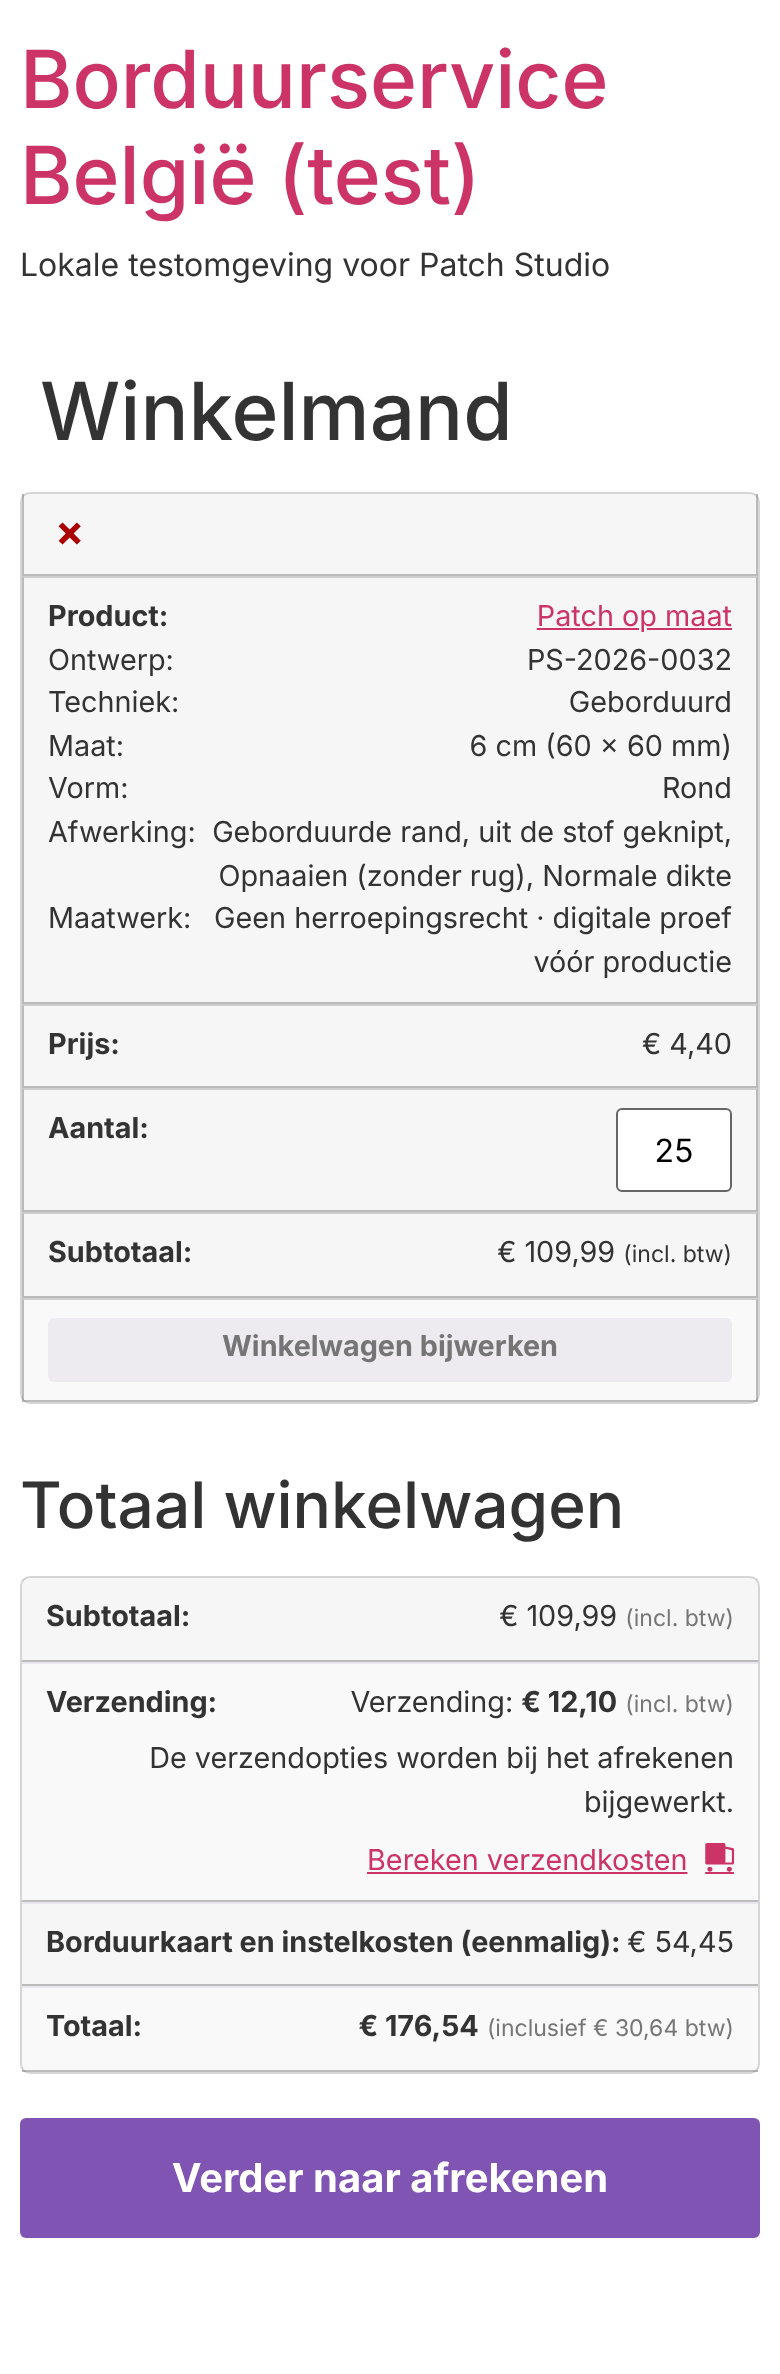 Borduurservice
België (test)
Lokale testomgeving voor Patch Studio
Winkelmand
×
Product: Patch op maat
Ontwerp: PS-2026-0032
Techniek: Geborduurd
Maat: 6 cm (60 × 60 mm)
Vorm: Rond
Afwerking: Geborduurde rand, uit de stof geknipt,
Opnaaien (zonder rug), Normale dikte
Maatwerk: Geen herroepingsrecht · digitale proef
vóór productie
Prijs: € 4,40
Aantal: 25
Subtotaal: € 109,99 (incl. btw)
Winkelwagen bijwerken
Totaal winkelwagen
Subtotaal: € 109,99 (incl. btw)
Verzending: Verzending: € 12,10 (incl. btw)
De verzendopties worden bij het afrekenen
bijgewerkt.
Bereken verzendkosten
Borduurkaart en instelkosten (eenmalig): € 54,45
Totaal: € 176,54 (inclusief € 30,64 btw)
Verder naar afrekenen